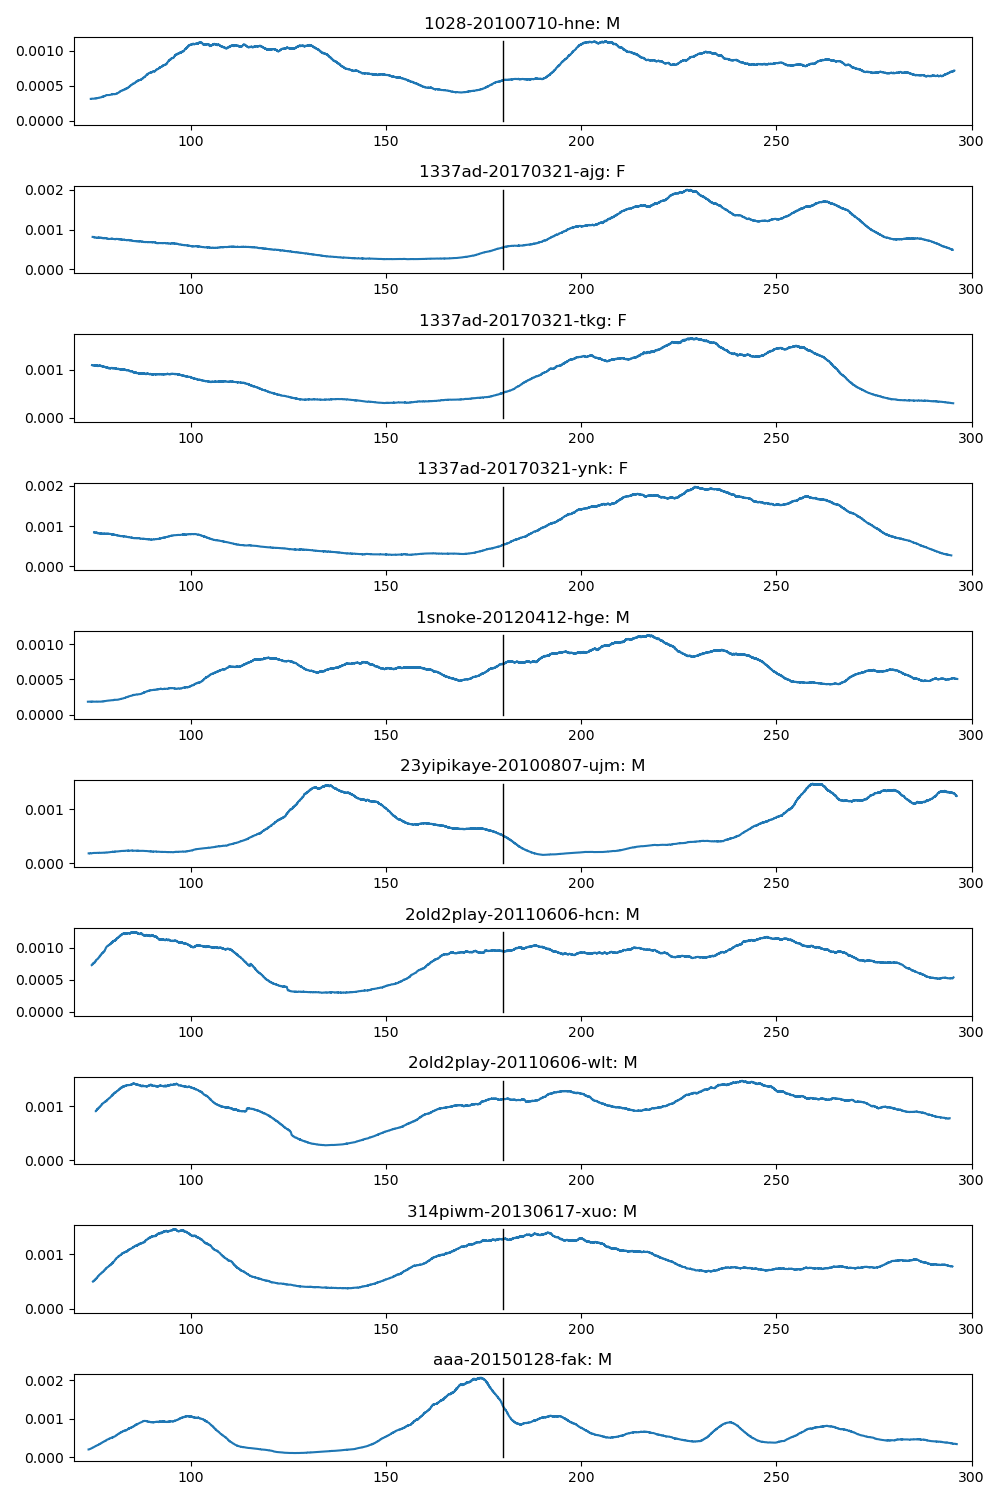 1028-20100710-hne: M
0.0010
0.0005
0.0000
100 150 200 250 300
1337ad-20170321-ajg: F
0.002
0.001
0.000
100 150 200 250 300
1337ad-20170321-tkg: F
0.001
0.000
100 150 200 250 300
1337ad-20170321-ynk: F
0.002
0.001
0.000
100 150 200 250 300
1snoke-20120412-hge: M
0.0010
0.0005
0.0000
100 150 200 250 300
23yipikaye-20100807-ujm: M
0.001
0.000
100 150 200 250 300
2old2play-20110606-hcn: M
0.0010
0.0005
0.0000
100 150 200 250 300
2old2play-20110606-wlt: M
0.001
0.000
100 150 200 250 300
314piwm-20130617-xuo: M
0.001
0.000
100 150 200 250 300
aaa-20150128-fak: M
0.002
0.001
0.000
100 150 200 250 300